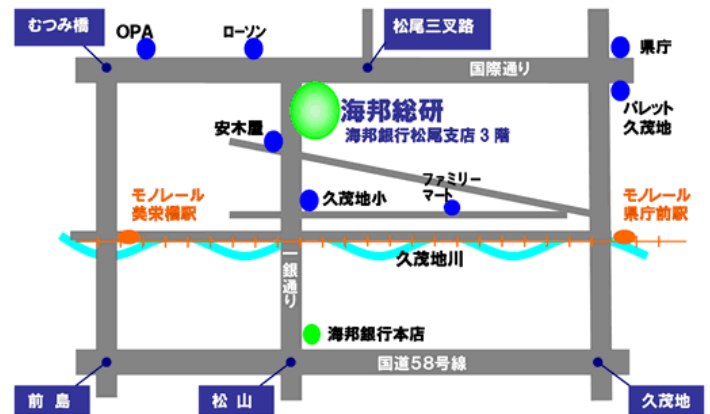 むつみ橋
OPA
ローソン
松尾三叉路
県庁
国際通り
海邦総研
海邦銀行松尾支店3階
パレット
久茂地
安木屋
ファミリー
マート
久茂地小
モノレール
美栄橋駅
モノレール
県庁前駅
久茂地川
一銀通り
海邦銀行本店
国道58号線
前島
松山
久茂地